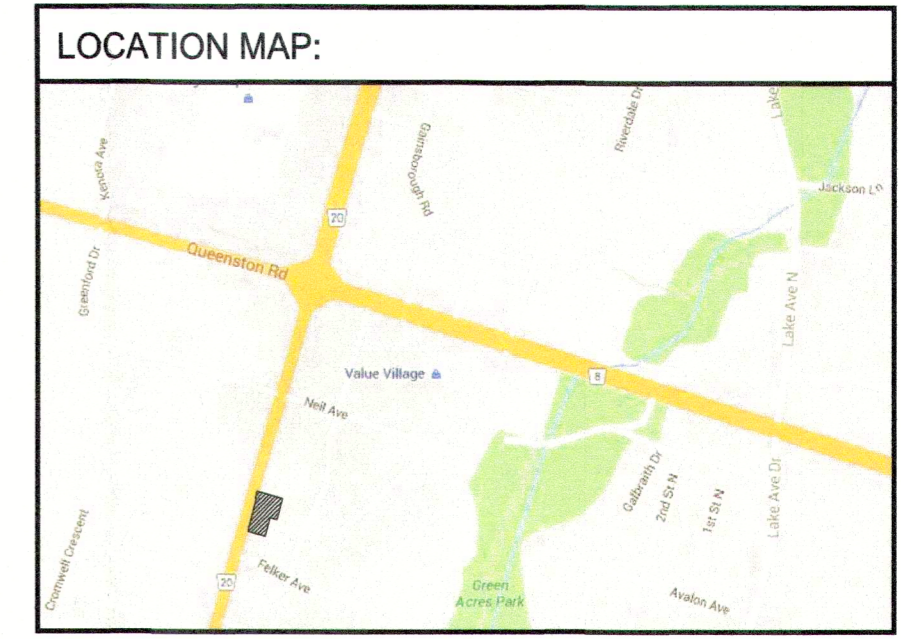 LOCATION MAP:
Kenora Ave
Gainsborough Rd
Riverdale Dr
Lake
Jackson Ln
20
Queenston Rd
Greenford Dr
Lake Ave N
Value Village
8
Neil Ave
Galbraith Dr
2nd St N
1st St N
Lake Ave Dr
Cromwell Crescent
20
Felker Ave
Green
Acres Park
Avalon Ave